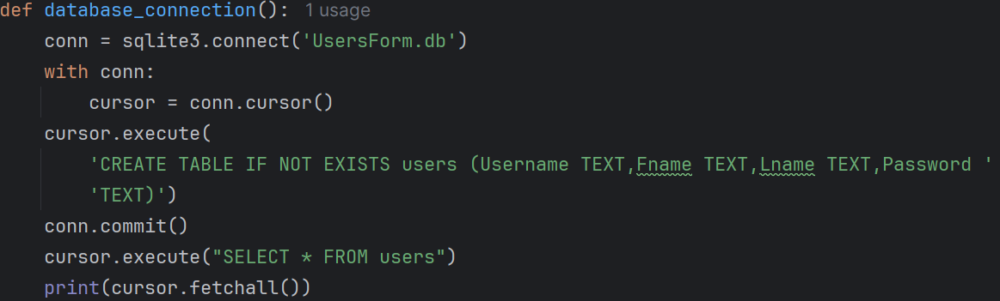 def database_connection(): 1 usage
    conn = sqlite3.connect('UsersForm.db')
    with conn:
        cursor = conn.cursor()
    cursor.execute(
        'CREATE TABLE IF NOT EXISTS users (Username TEXT,Fname TEXT,Lname TEXT,Password '
        'TEXT)')
    conn.commit()
    cursor.execute("SELECT * FROM users")
    print(cursor.fetchall())